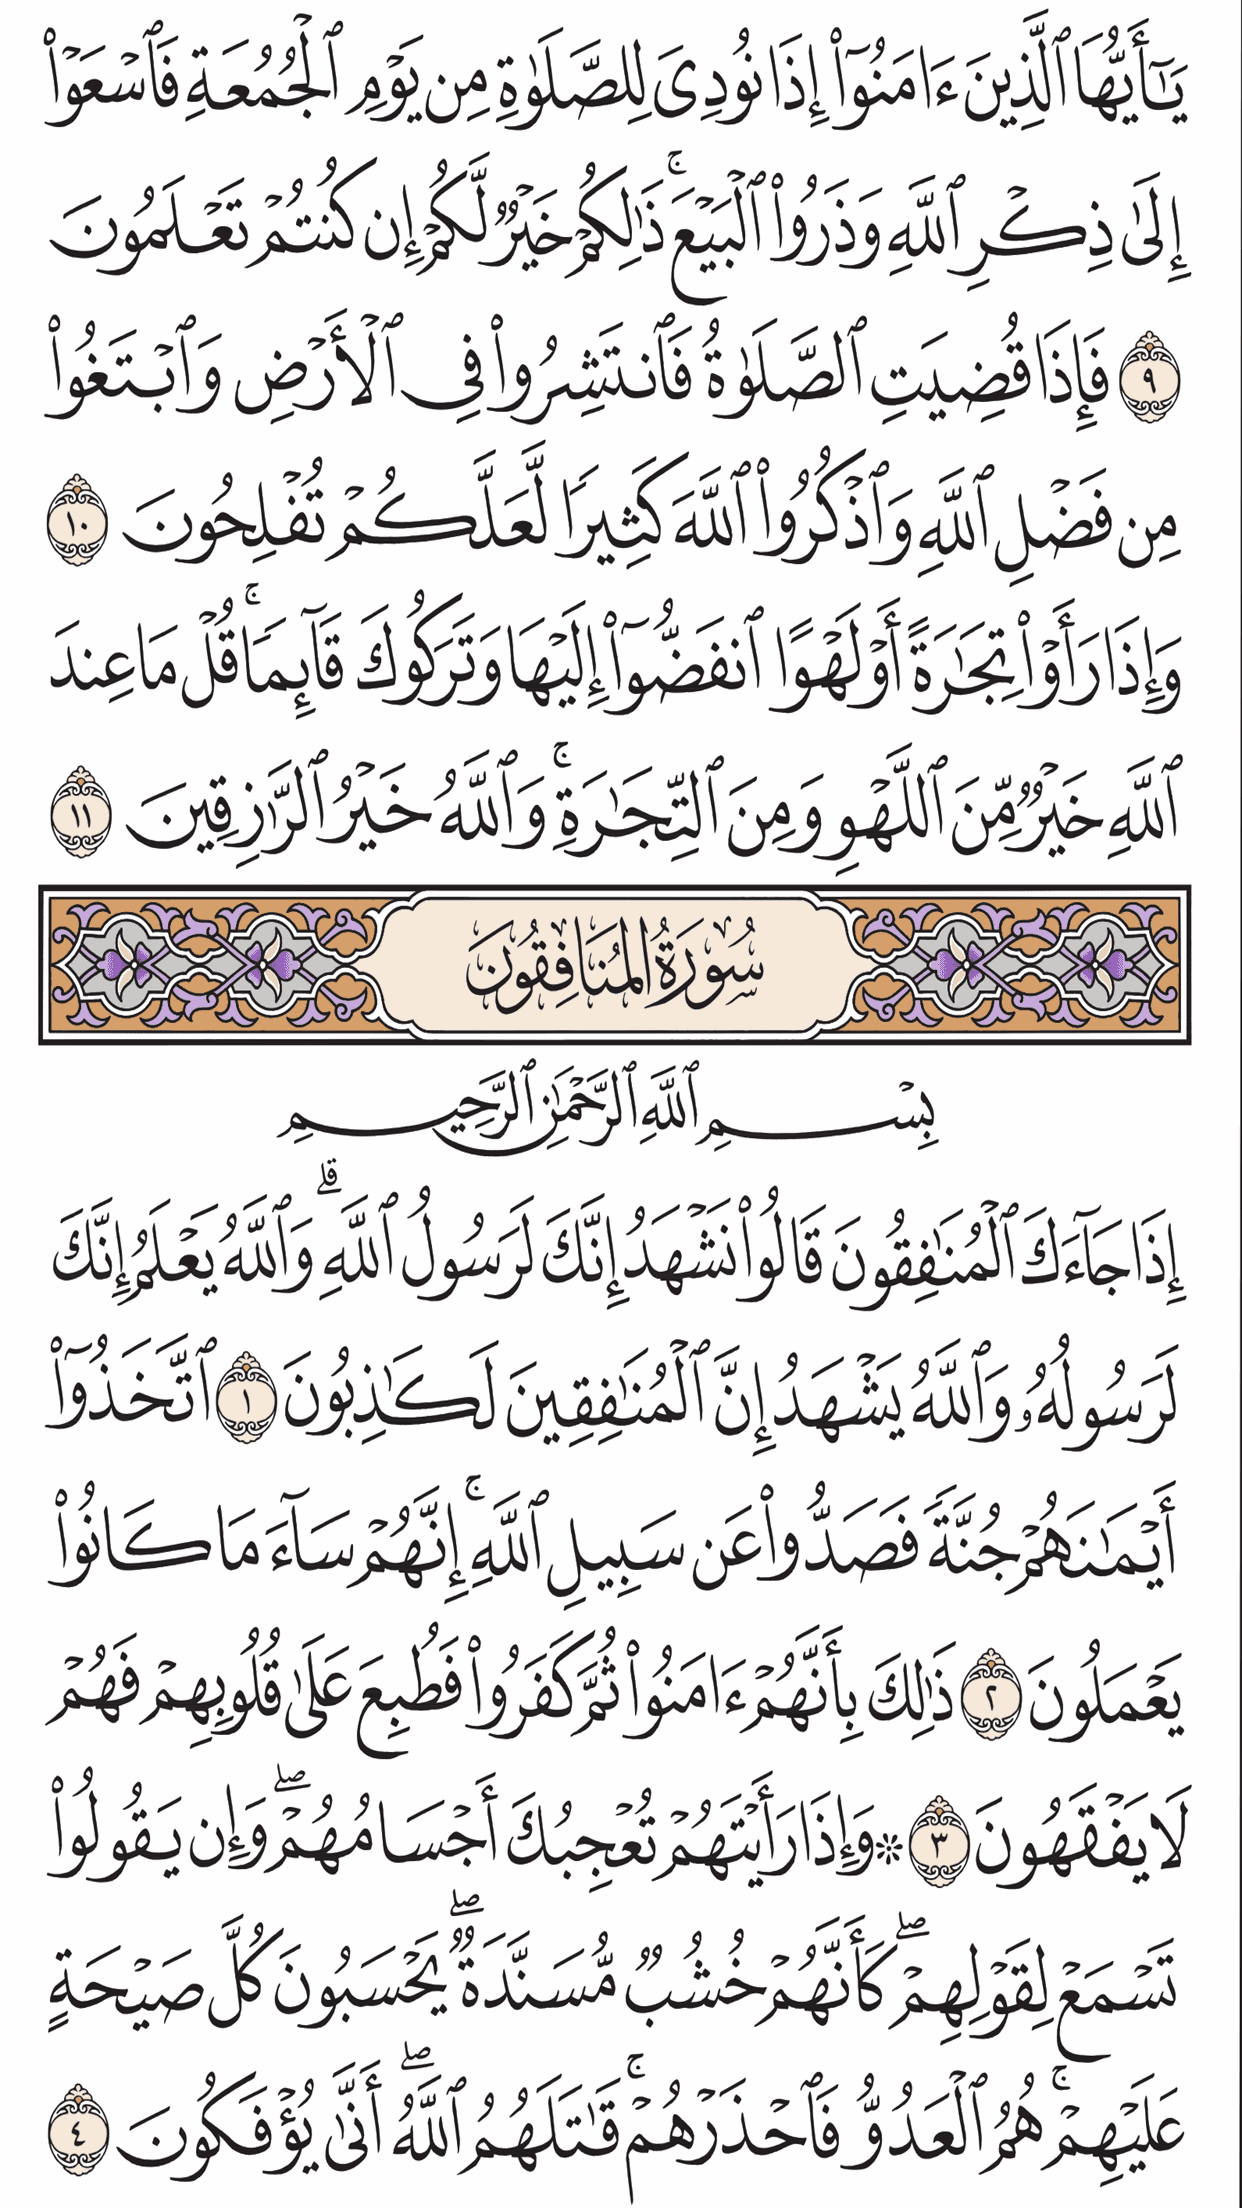 يَـٰٓأَيُّهَا ٱلَّذِينَ ءَامَنُوٓا۟ إِذَا نُودِىَ لِلصَّلَوٰةِ مِن يَوْمِ ٱلْجُمُعَةِ فَٱسْعَوْا۟
إِلَىٰ ذِكْرِ ٱللَّهِ وَذَرُوا۟ ٱلْبَيْعَ ۚ ذَٰلِكُمْ خَيْرٌ لَّكُمْ إِن كُنتُمْ تَعْلَمُونَ
٩ فَإِذَا قُضِيَتِ ٱلصَّلَوٰةُ فَٱنتَشِرُوا۟ فِى ٱلْأَرْضِ وَٱبْتَغُوا۟
مِن فَضْلِ ٱللَّهِ وَٱذْكُرُوا۟ ٱللَّهَ كَثِيرًا لَّعَلَّكُمْ تُفْلِحُونَ ١٠
وَإِذَا رَأَوْا۟ تِجَـٰرَةً أَوْ لَهْوًا ٱنفَضُّوٓا۟ إِلَيْهَا وَتَرَكُوكَ قَآئِمًا ۚ قُلْ مَا عِندَ
ٱللَّهِ خَيْرٌ مِّنَ ٱللَّهْوِ وَمِنَ ٱلتِّجَـٰرَةِ ۚ وَٱللَّهُ خَيْرُ ٱلرَّٰزِقِينَ ١١
سُورَةُ المُنَافِقُونَ
بِسْمِ ٱللَّهِ ٱلرَّحْمَـٰنِ ٱلرَّحِيمِ
إِذَا جَآءَكَ ٱلْمُنَـٰفِقُونَ قَالُوا۟ نَشْهَدُ إِنَّكَ لَرَسُولُ ٱللَّهِ ۗ وَٱللَّهُ يَعْلَمُ إِنَّكَ
لَرَسُولُهُۥ وَٱللَّهُ يَشْهَدُ إِنَّ ٱلْمُنَـٰفِقِينَ لَكَـٰذِبُونَ ١ ٱتَّخَذُوٓا۟
أَيْمَـٰنَهُمْ جُنَّةً فَصَدُّوا۟ عَن سَبِيلِ ٱللَّهِ ۚ إِنَّهُمْ سَآءَ مَا كَانُوا۟
يَعْمَلُونَ ٢ ذَٰلِكَ بِأَنَّهُمْ ءَامَنُوا۟ ثُمَّ كَفَرُوا۟ فَطُبِعَ عَلَىٰ قُلُوبِهِمْ فَهُمْ
لَا يَفْقَهُونَ ٣ ۞ وَإِذَا رَأَيْتَهُمْ تُعْجِبُكَ أَجْسَامُهُمْ ۖ وَإِن يَقُولُوا۟
تَسْمَعْ لِقَوْلِهِمْ ۖ كَأَنَّهُمْ خُشُبٌ مُّسَنَّدَةٌ ۖ يَحْسَبُونَ كُلَّ صَيْحَةٍ
عَلَيْهِمْ ۚ هُمُ ٱلْعَدُوُّ فَٱحْذَرْهُمْ ۚ قَـٰتَلَهُمُ ٱللَّهُ ۖ أَنَّىٰ يُؤْفَكُونَ ٤